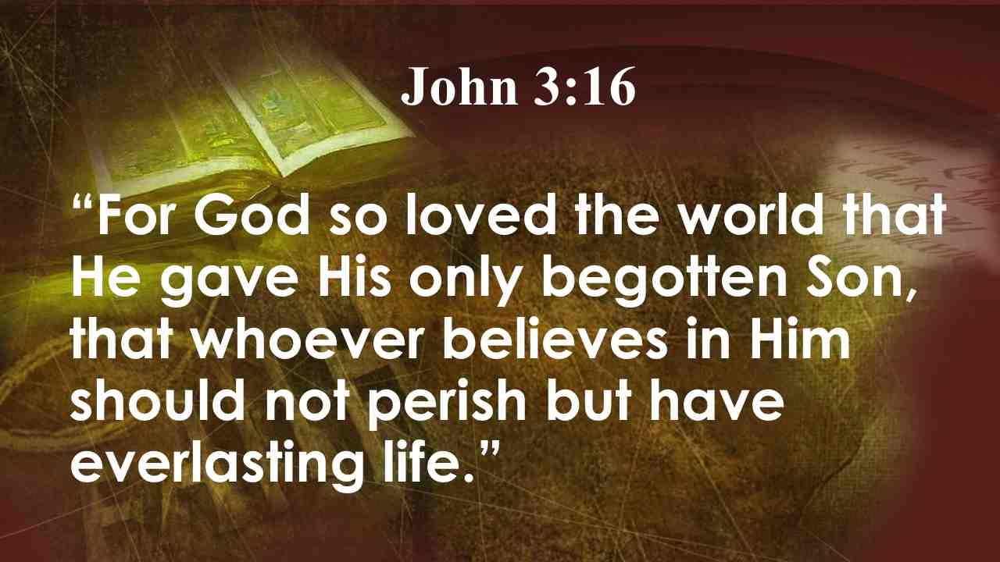 John 3:16
“For God so loved the world that
He gave His only begotten Son,
that whoever believes in Him
should not perish but have
everlasting life.”